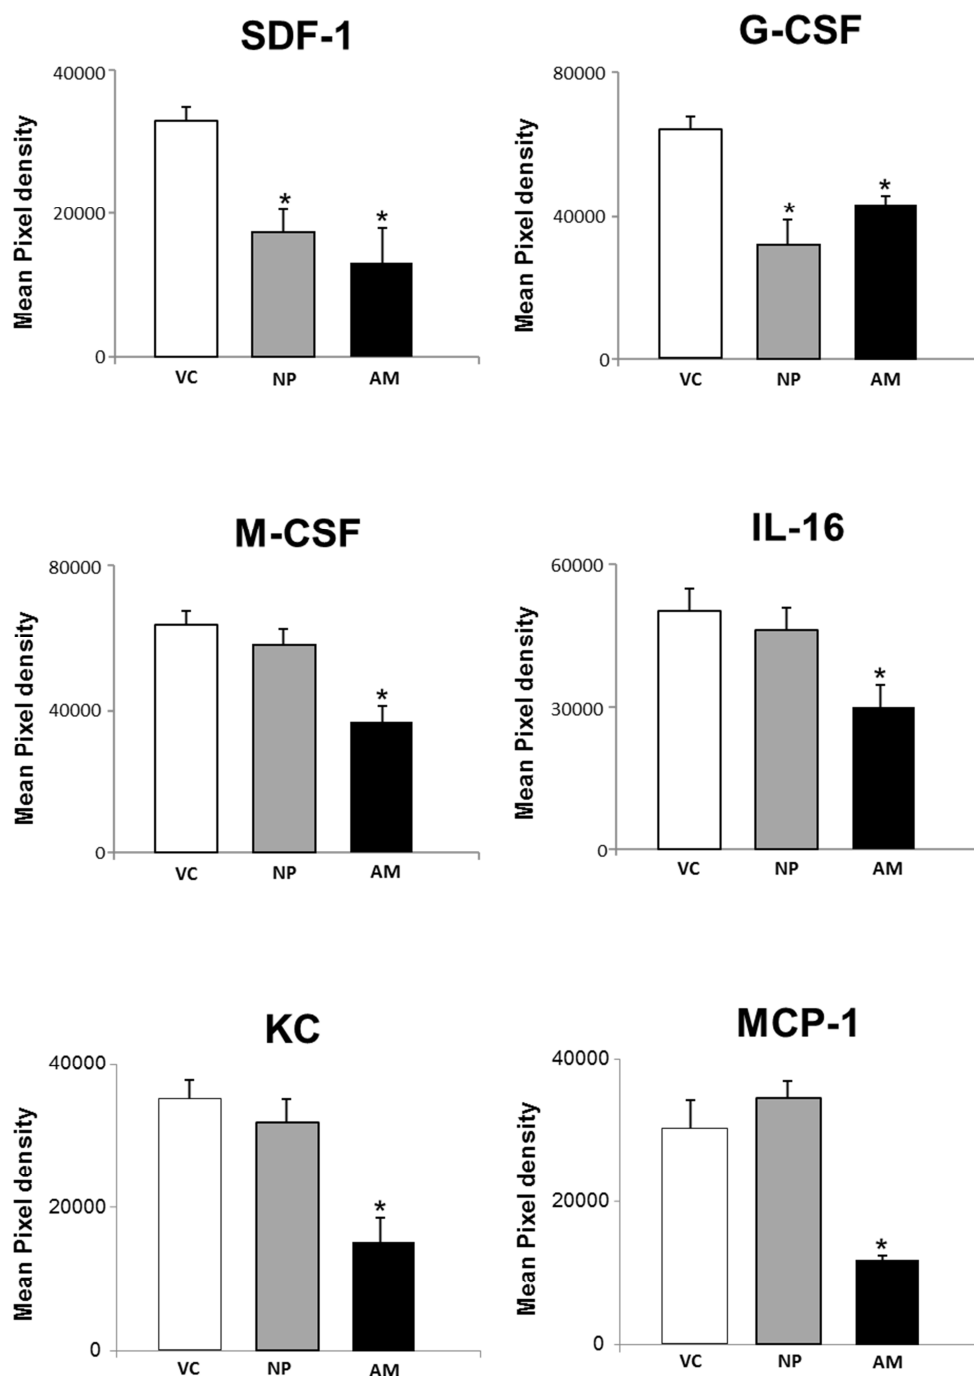 SDF-1
Mean Pixel density
40000
20000
0
*
*
VC NP AM
G-CSF
Mean Pixel density
80000
40000
0
*
*
VC NP AM
M-CSF
Mean Pixel density
80000
40000
0
*
VC NP AM
IL-16
Mean Pixel density
60000
30000
0
*
VC NP AM
KC
Mean Pixel density
40000
20000
0
*
VC NP AM
MCP-1
Mean Pixel density
40000
20000
0
*
VC NP AM